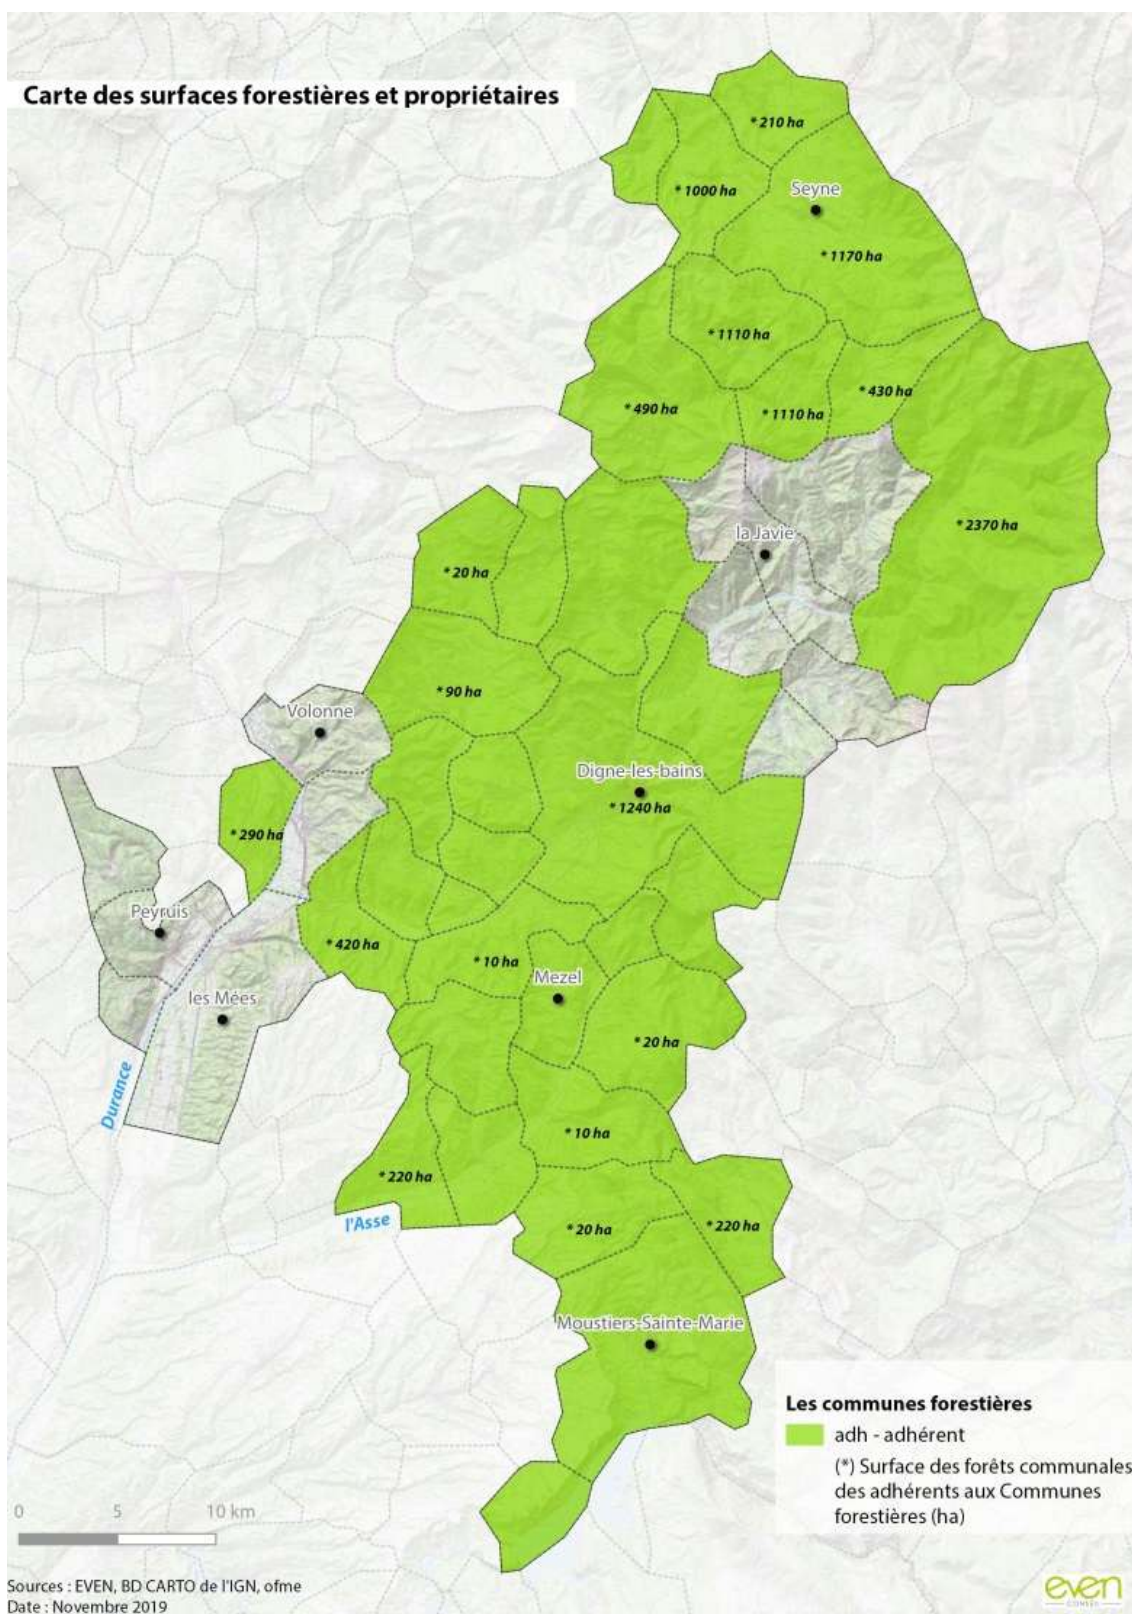 Carte des surfaces forestières et propriétaires
* 210 ha
* 1000 ha
Seyne
* 1170 ha
* 1110 ha
* 430 ha
* 490 ha
* 1110 ha
* 2370 ha
la Javie
* 20 ha
* 90 ha
Volonne
Digne-les-bains
* 1240 ha
* 290 ha
Peyruis
* 420 ha
* 10 ha
Mezel
les Mées
* 20 ha
Durance
* 10 ha
* 220 ha
l'Asse
* 20 ha
* 220 ha
Moustiers-Sainte-Marie
Les communes forestières
adh - adhérent
(*) Surface des forêts communales
des adhérents aux Communes
forestières (ha)
0 5 10 km
Sources : EVEN, BD CARTO de l'IGN, ofme
Date : Novembre 2019
even
CONSEIL